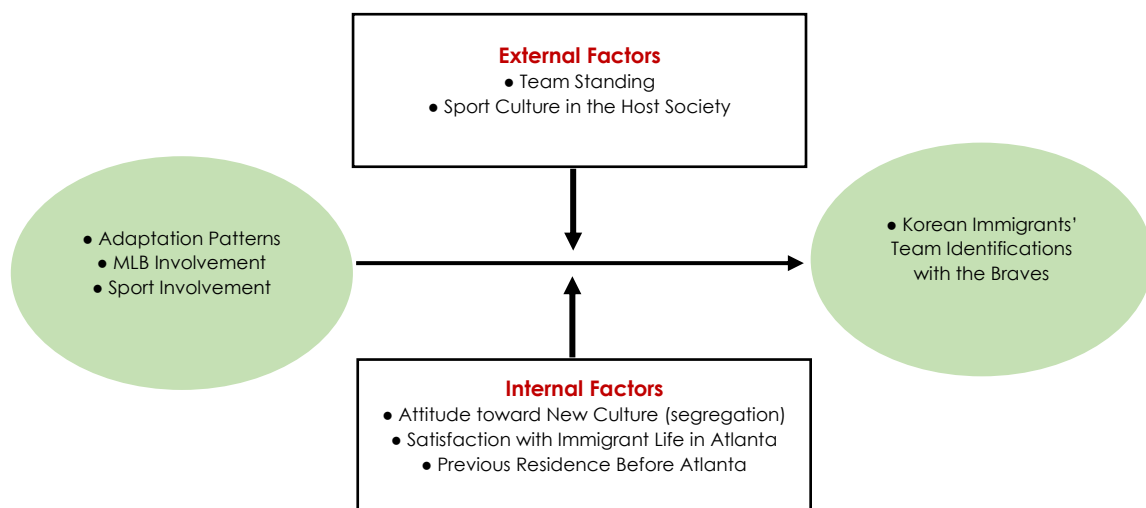 External Factors
● Team Standing
● Sport Culture in the Host Society
● Adaptation Patterns
● MLB Involvement
● Sport Involvement
● Korean Immigrants’
Team Identifications
with the Braves
Internal Factors
● Attitude toward New Culture (segregation)
● Satisfaction with Immigrant Life in Atlanta
● Previous Residence Before Atlanta